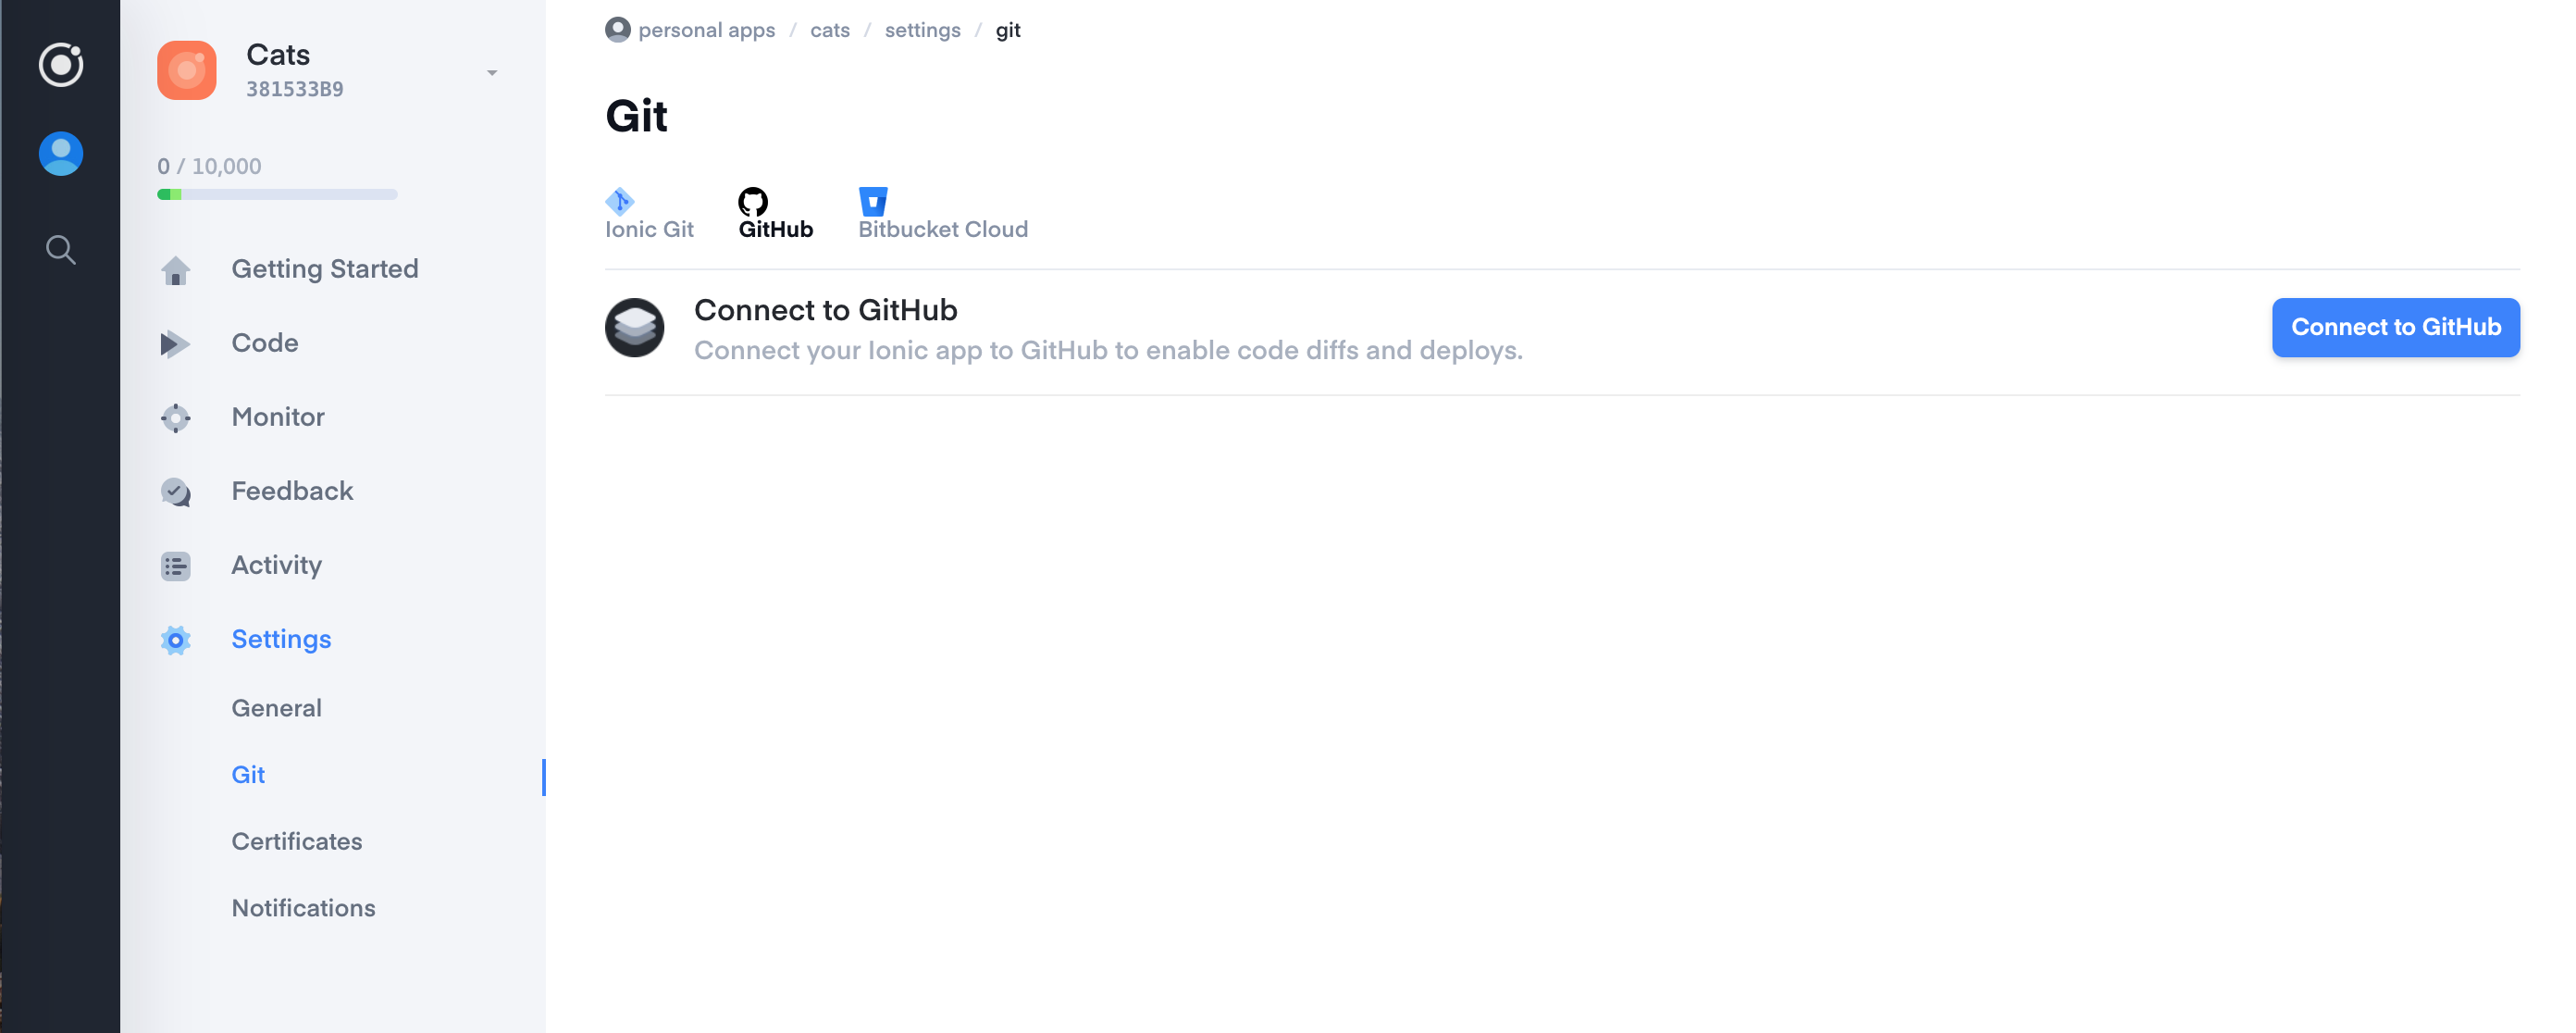 Cats
381533B9
0 / 10,000
Getting Started
Code
Monitor
Feedback
Activity
Settings
General
Git
Certificates
Notifications
personal apps / cats / settings / git
Git
Ionic Git
GitHub
Bitbucket Cloud
Connect to GitHub
Connect your Ionic app to GitHub to enable code diffs and deploys.
Connect to GitHub